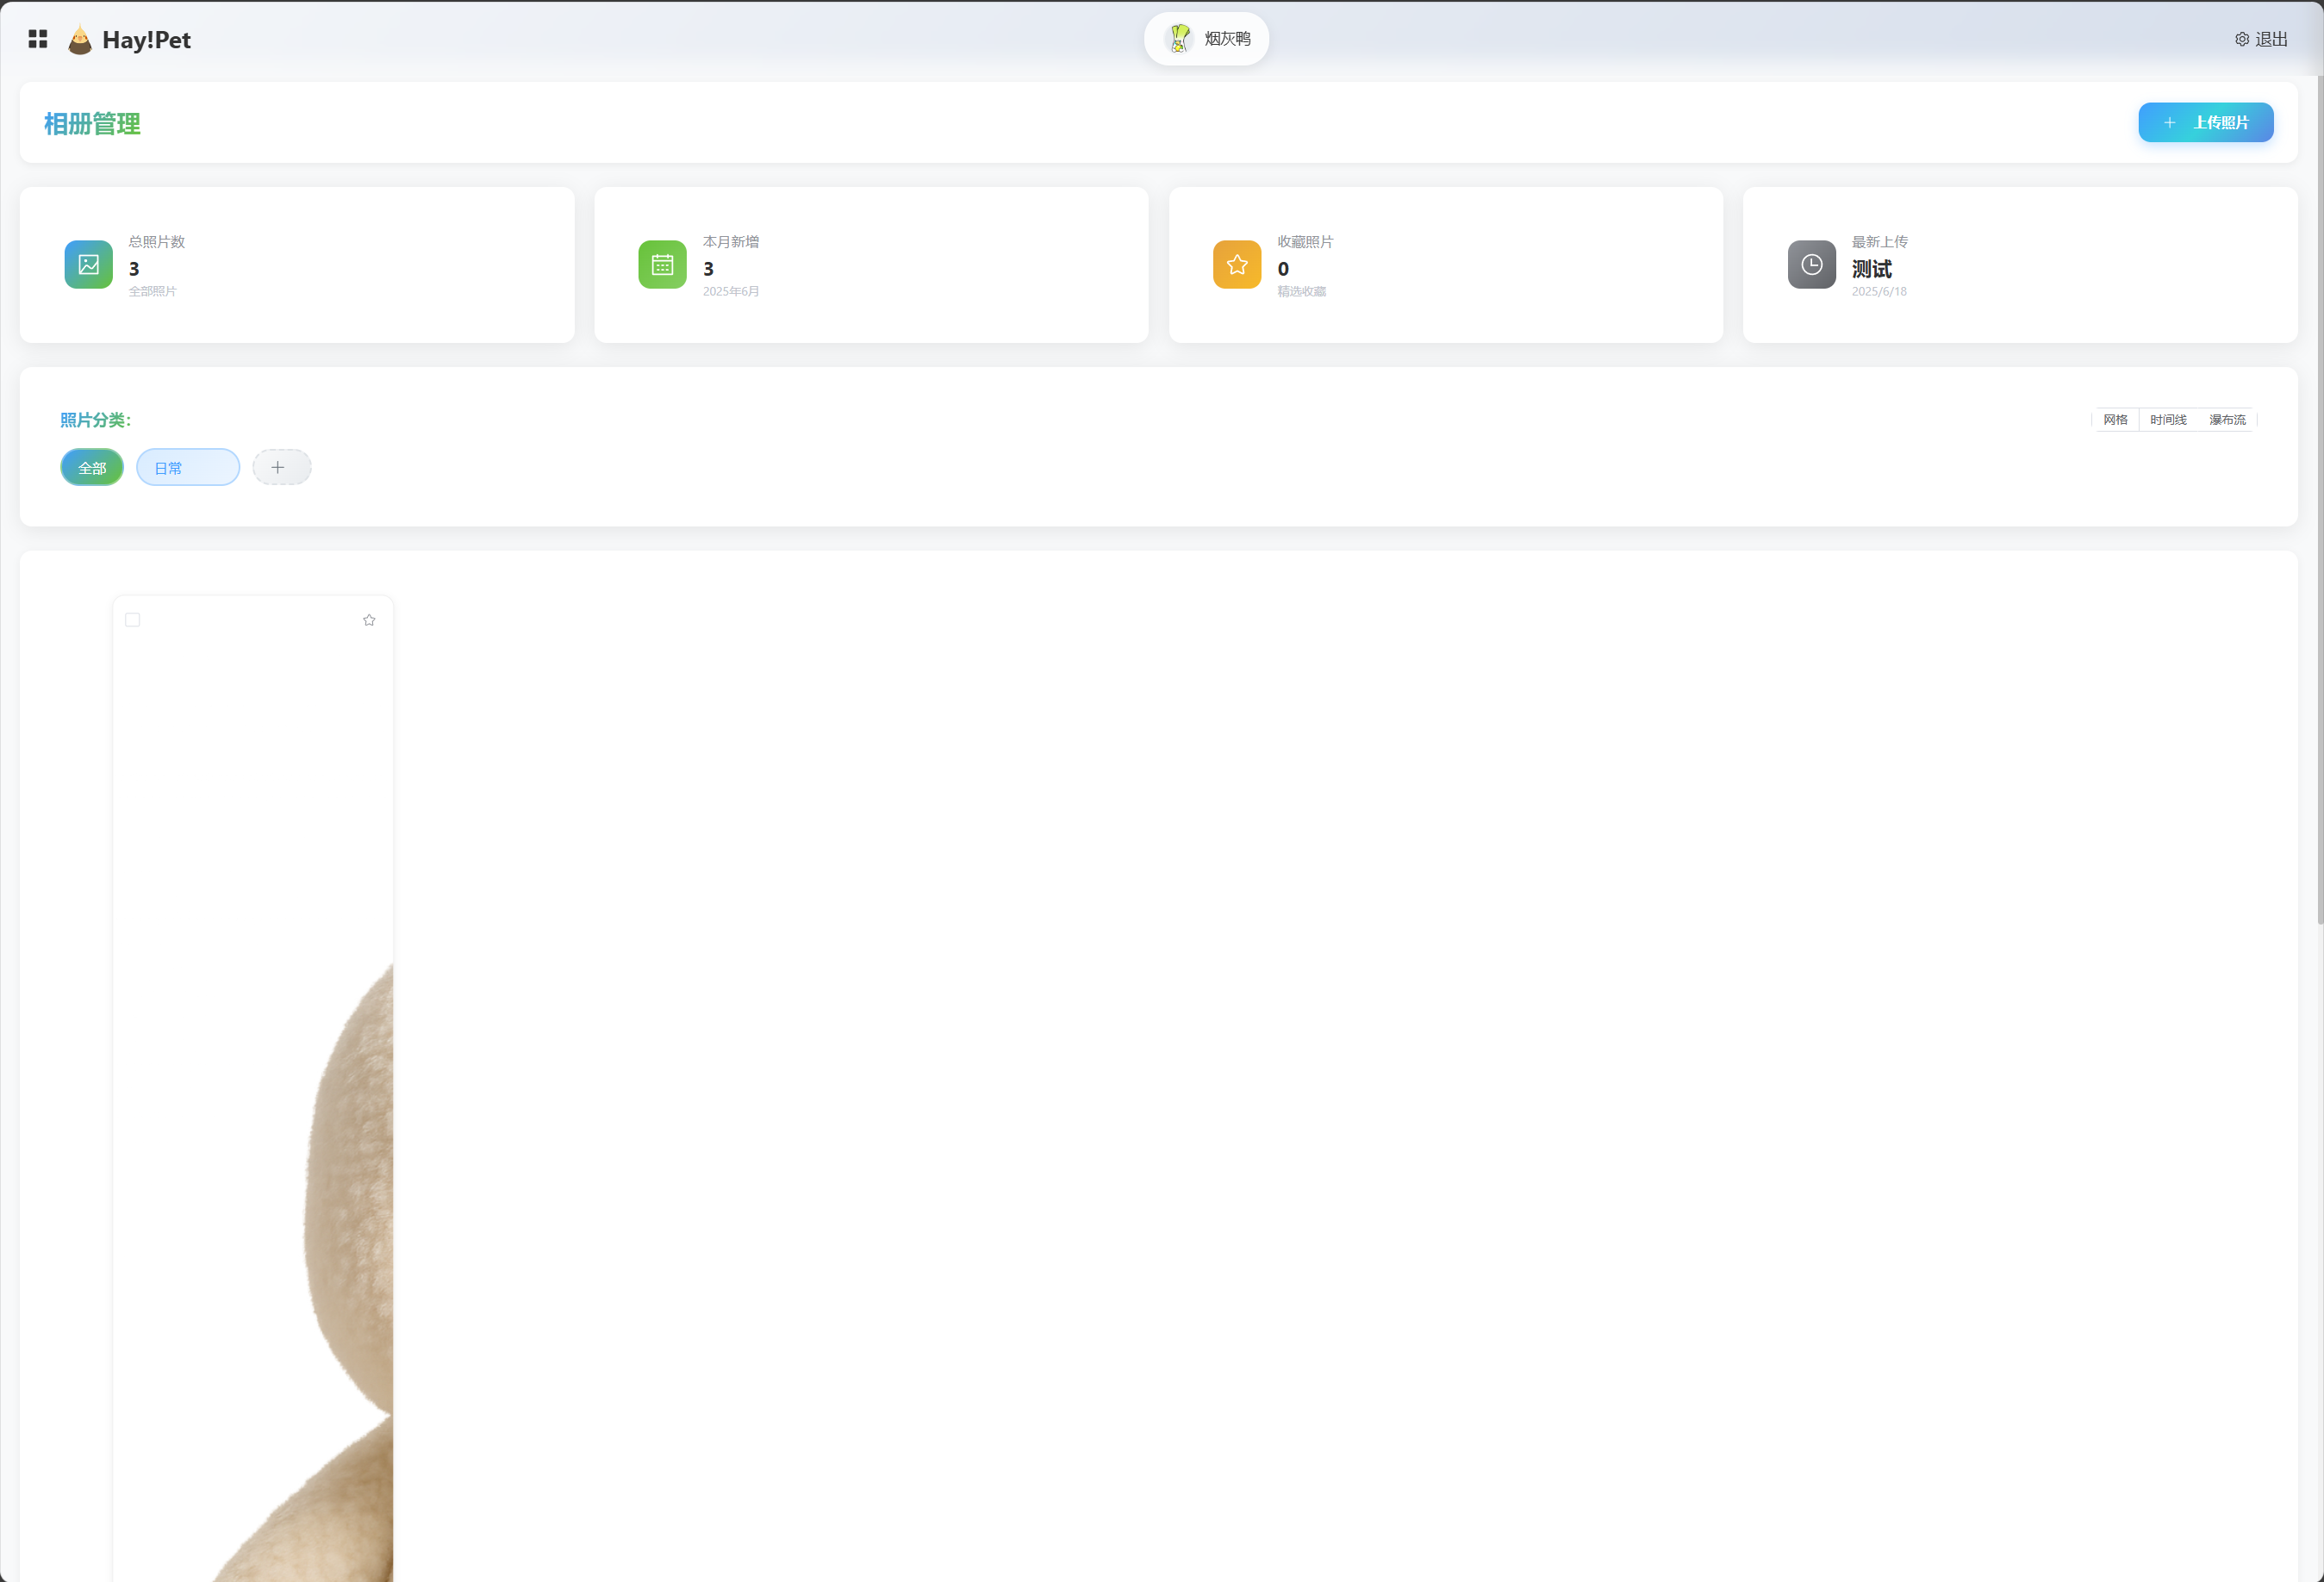 Hay!Pet
烟灰鸭
退出
相册管理
上传照片
总照片数
3
全部照片
本月新增
3
2025年6月
收藏照片
0
精选收藏
最新上传
测试
2025/6/18
照片分类:
网格
时间线
瀑布流
全部
日常